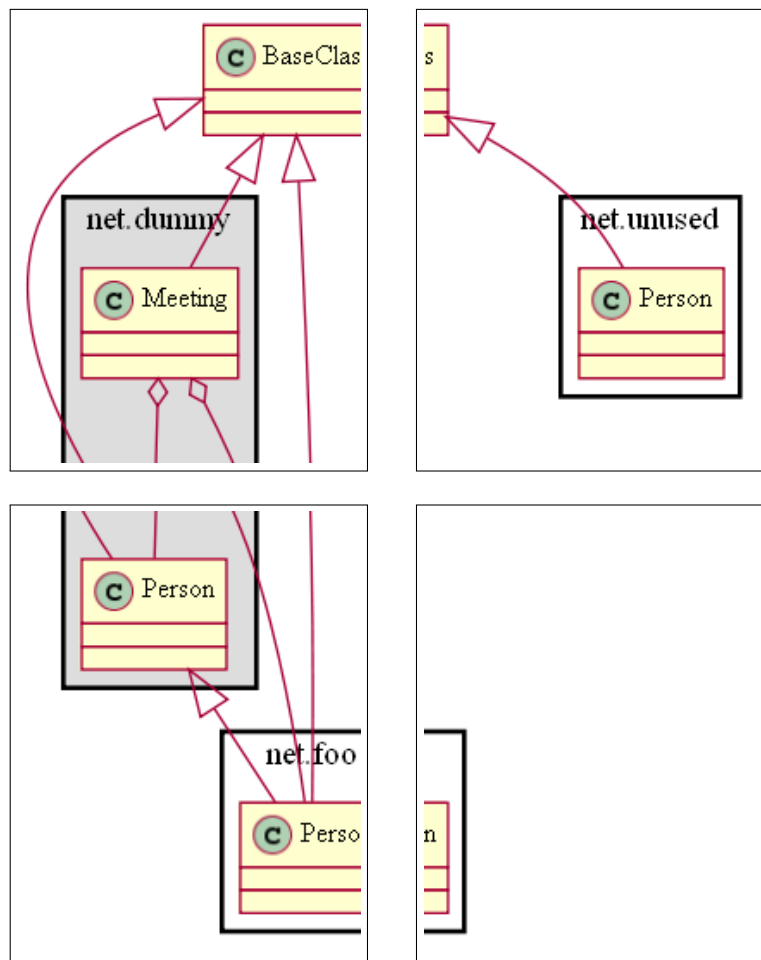 C BaseClas
s
net.dummy
C Meeting
net.unused
C Person
C Person
net.foo
C Perso
n